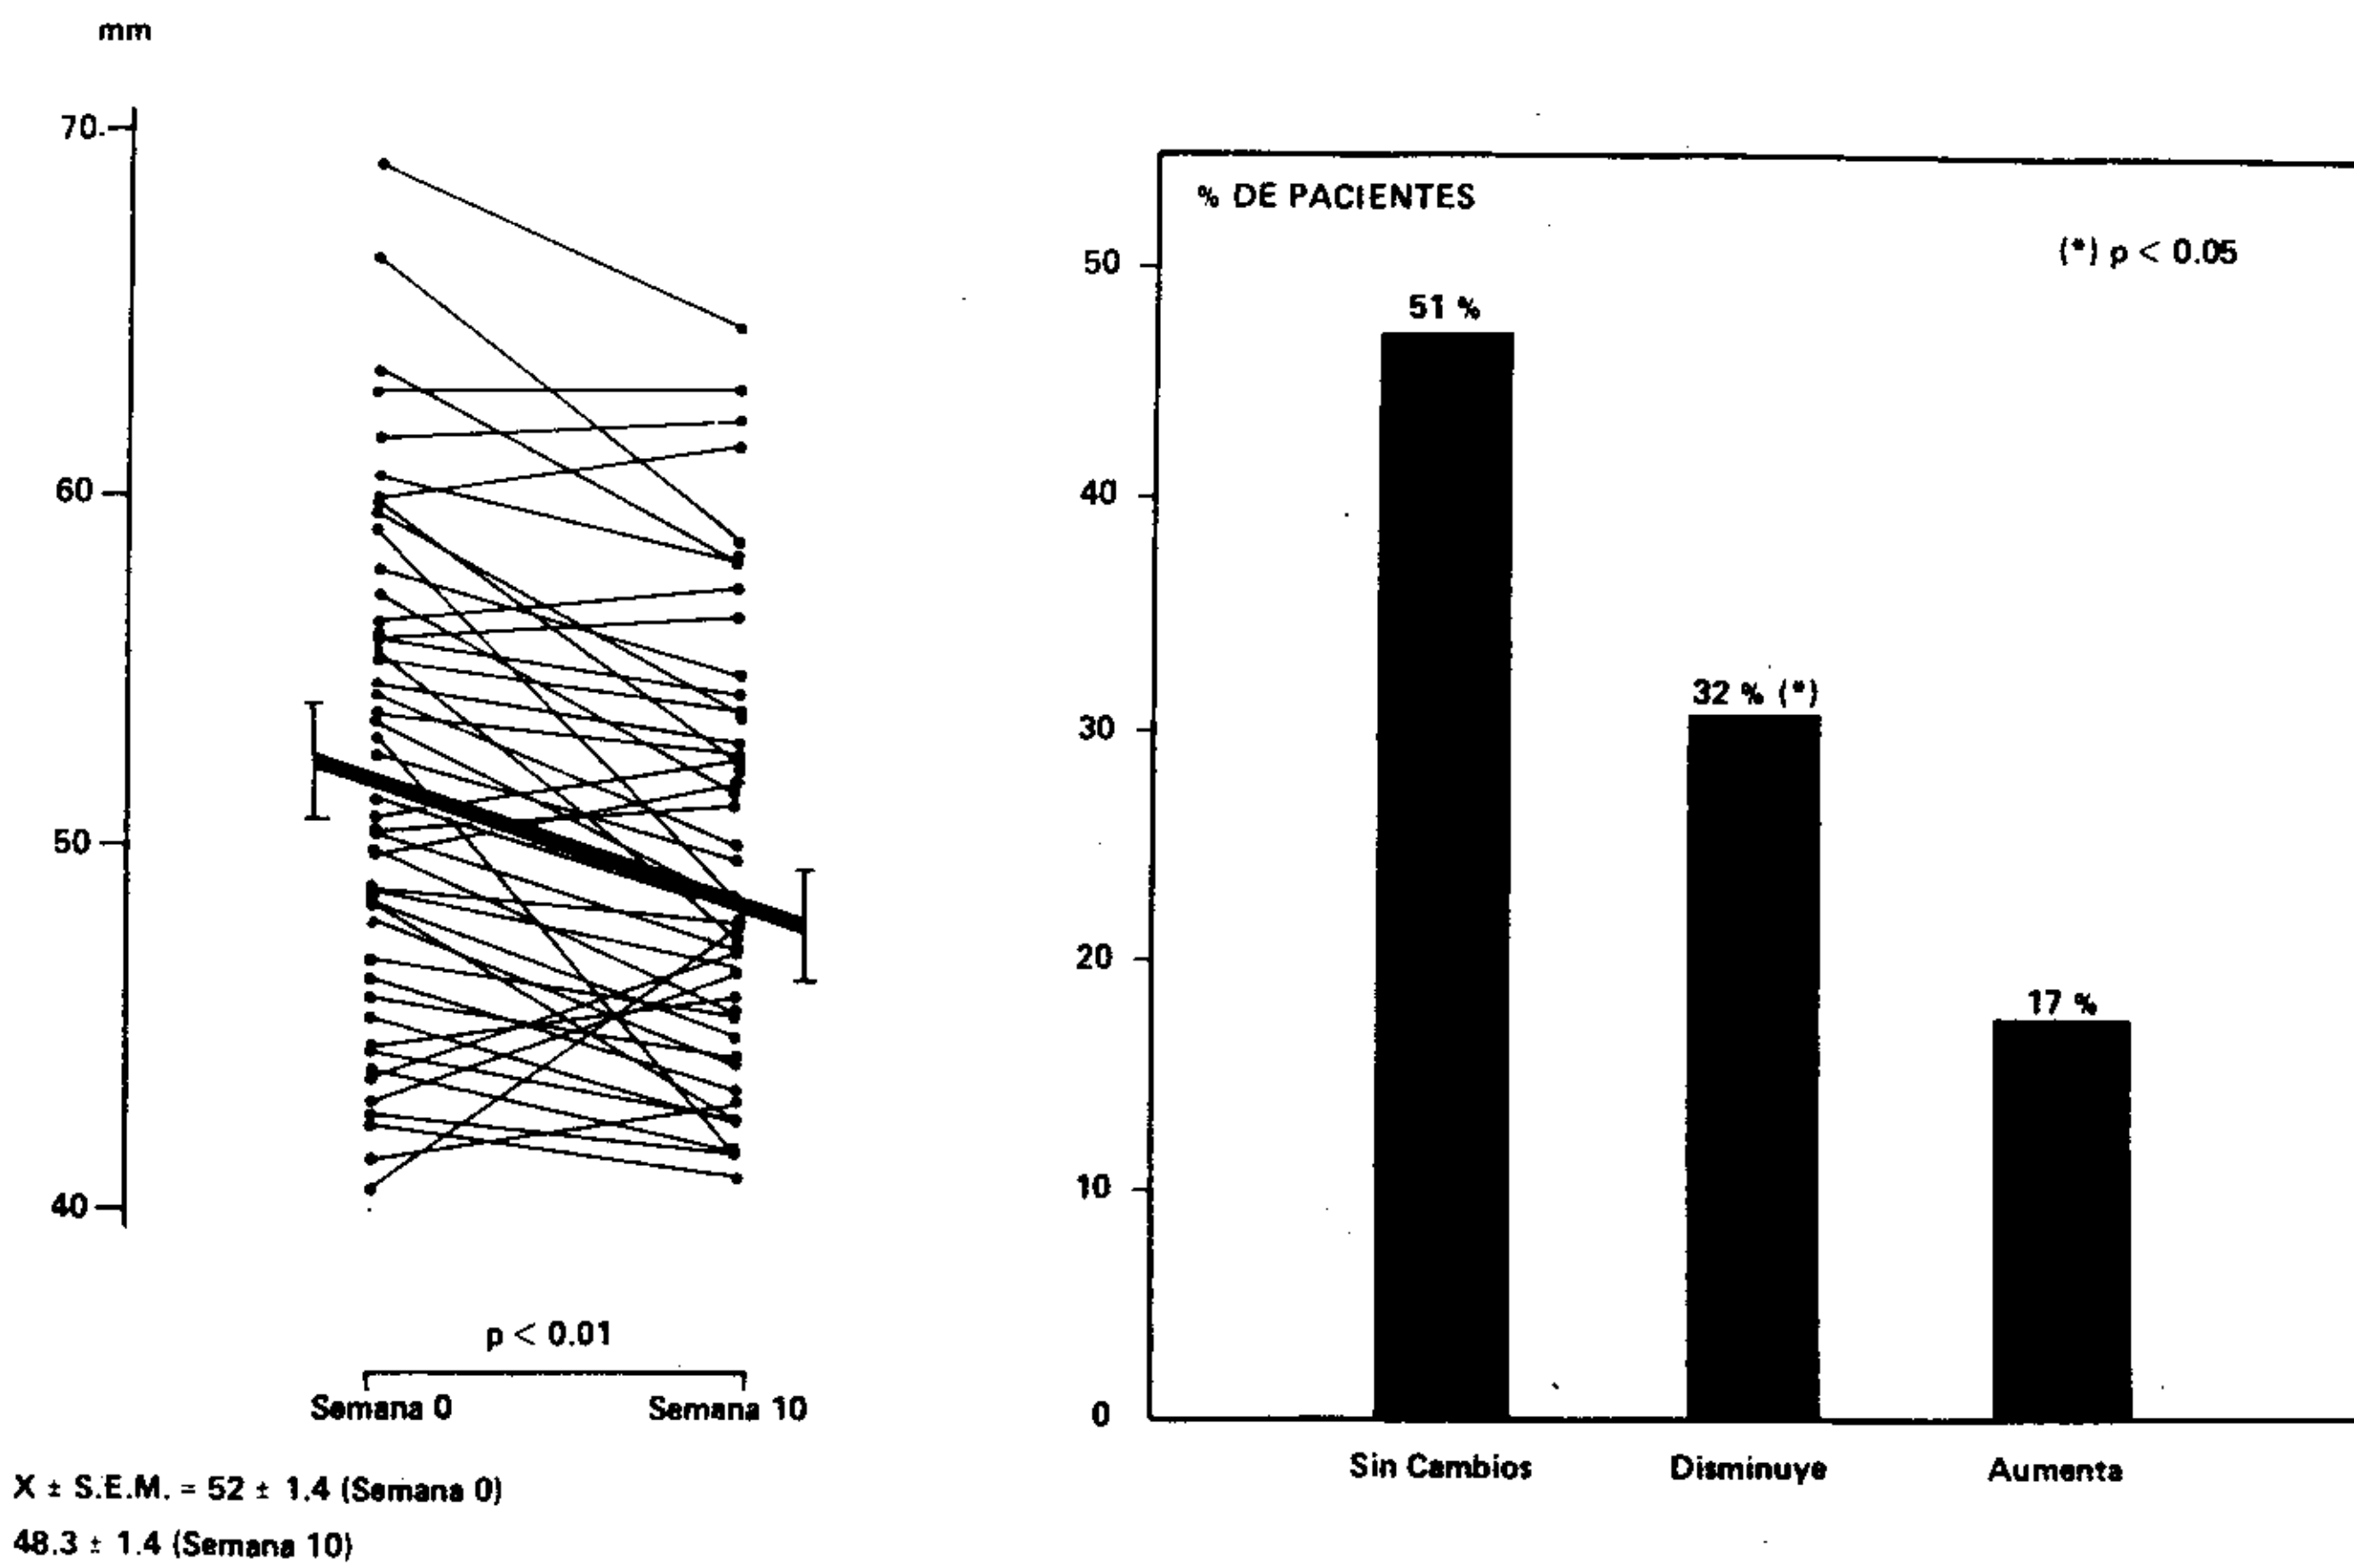 mm
70
60
50
40
p < 0.01
Semana 0
Semana 10
X ± S.E.M. = 52 ± 1.4 (Semana 0)
48.3 ± 1.4 (Semana 10)
% DE PACIENTES
(*) p < 0.05
50
40
30
20
10
0
51 %
32 % (*)
17 %
Sin Cambios
Disminuye
Aumenta